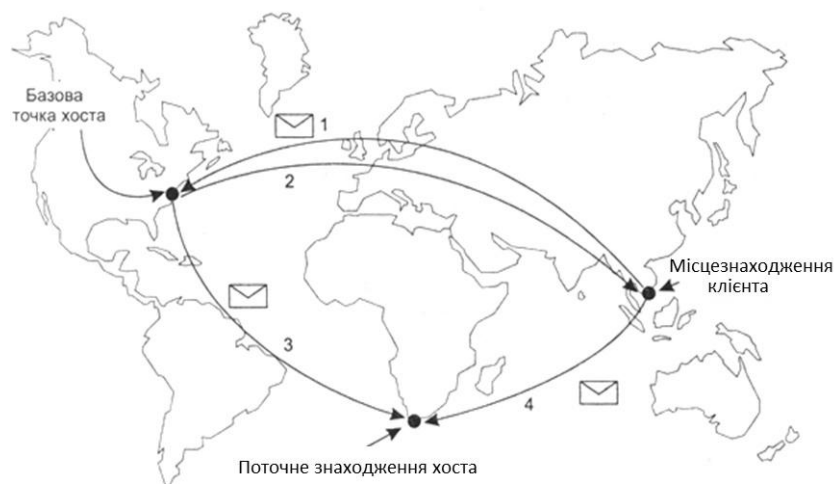 Базова
точка хоста
1
2
Місцезнаходження
клієнта
3
4
Поточне знаходження хоста